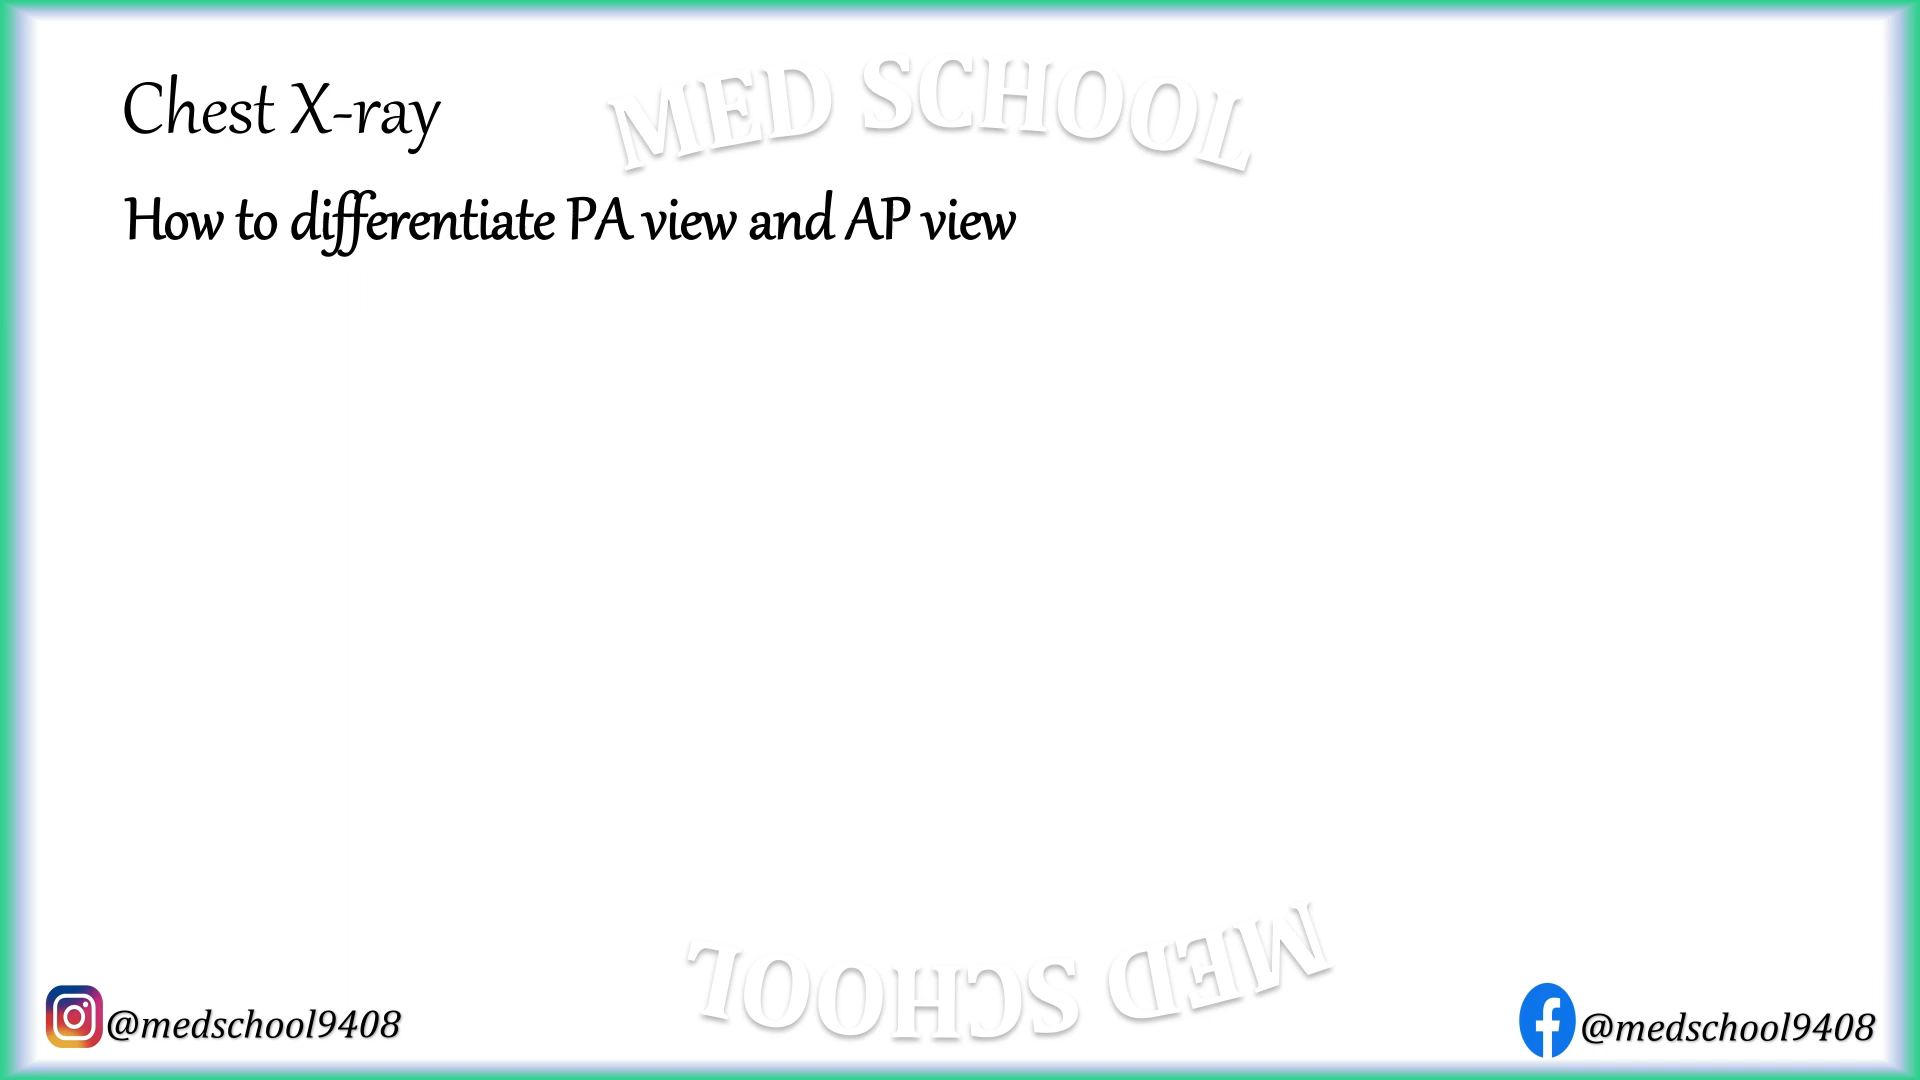 MED SCHOOL
Chest X-ray
How to differentiate PA view and AP view
MED SCHOOL
@medschool9408
@medschool9408